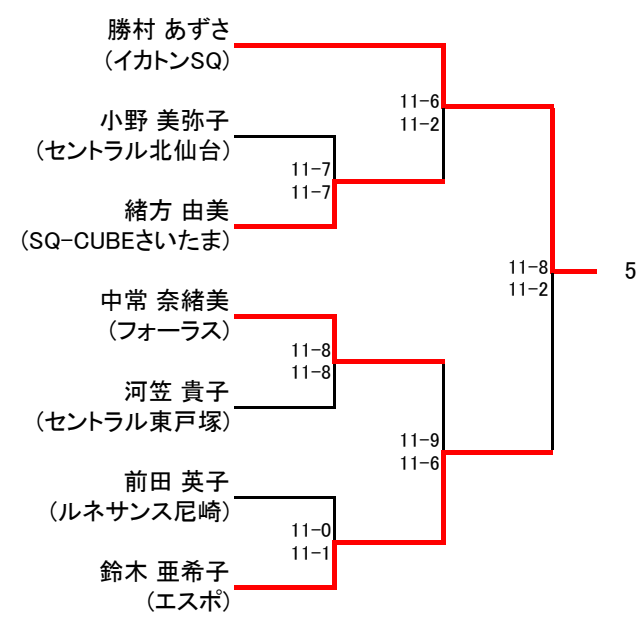 勝村 あずさ
(イカトンSQ)
11-6
11-2
小野 美弥子
(セントラル北仙台)
11-7
11-7
緒方 由美
(SQ-CUBEさいたま)
11-8
11-2
5
中常 奈緒美
(フォーラス)
11-8
11-8
河笠 貴子
(セントラル東戸塚)
11-9
11-6
前田 英子
(ルネサンス尼崎)
11-0
11-1
鈴木 亜希子
(エスポ)